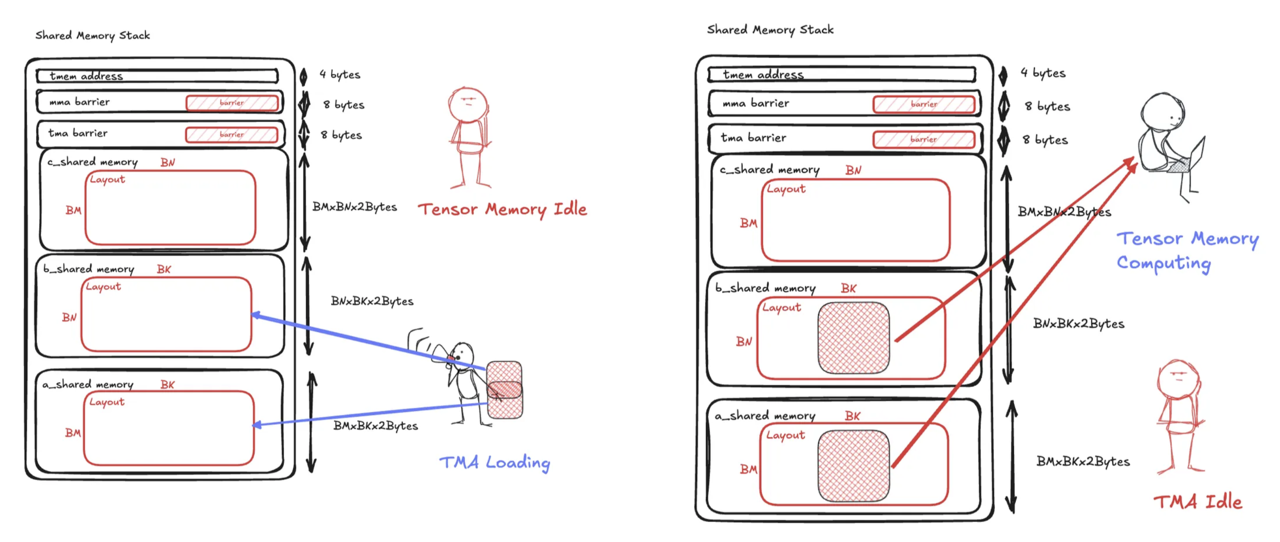 Shared Memory Stack
tmem address
4 bytes
mma barrier
barrier
8 bytes
tma barrier
barrier
8 bytes
c_shared memory
BN
Layout
BM
BMxBNx2Bytes
b_shared memory
BK
Layout
BN
BNxBKx2Bytes
a_shared memory
BK
Layout
BM
BMxBKx2Bytes
Tensor Memory Idle
TMA Loading
Shared Memory Stack
tmem address
4 bytes
mma barrier
barrier
8 bytes
tma barrier
barrier
8 bytes
c_shared memory
BN
Layout
BM
BMxBNx2Bytes
b_shared memory
BK
Layout
BN
BNxBKx2Bytes
a_shared memory
BK
Layout
BM
BMxBKx2Bytes
Tensor Memory
Computing
TMA Idle